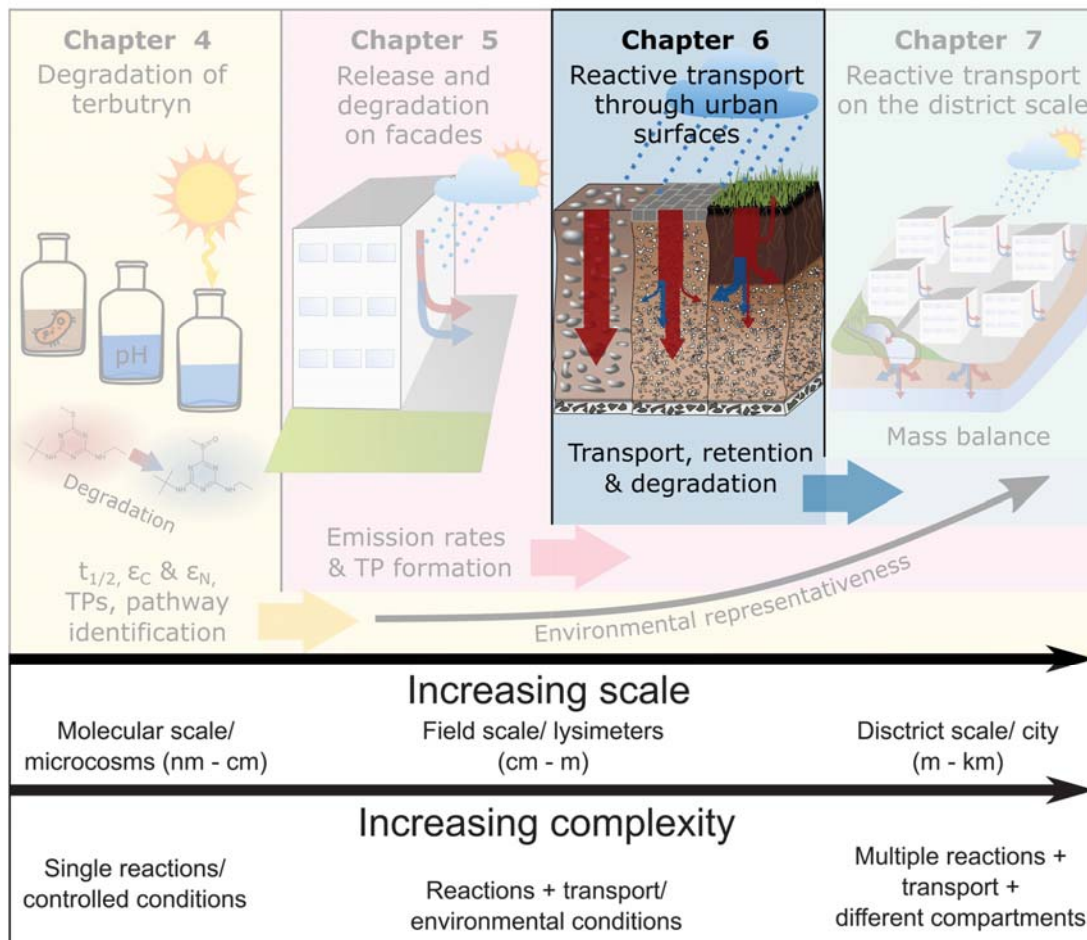 Chapter 4
Degradation of
terbutryn
pH
Degradation
t1/2, εC & εN,
TPs, pathway
identification
Chapter 5
Release and
degradation
on facades
Emission rates
& TP formation
Chapter 6
Reactive transport
through urban
surfaces
Transport, retention
& degradation
Chapter 7
Reactive transport
on the district scale
Mass balance
Environmental representativeness
Increasing scale
Molecular scale/
microcosms (nm - cm)
Field scale/ lysimeters
(cm - m)
Disctrict scale/ city
(m - km)
Increasing complexity
Single reactions/
controlled conditions
Reactions + transport/
environmental conditions
Multiple reactions +
transport +
different compartments